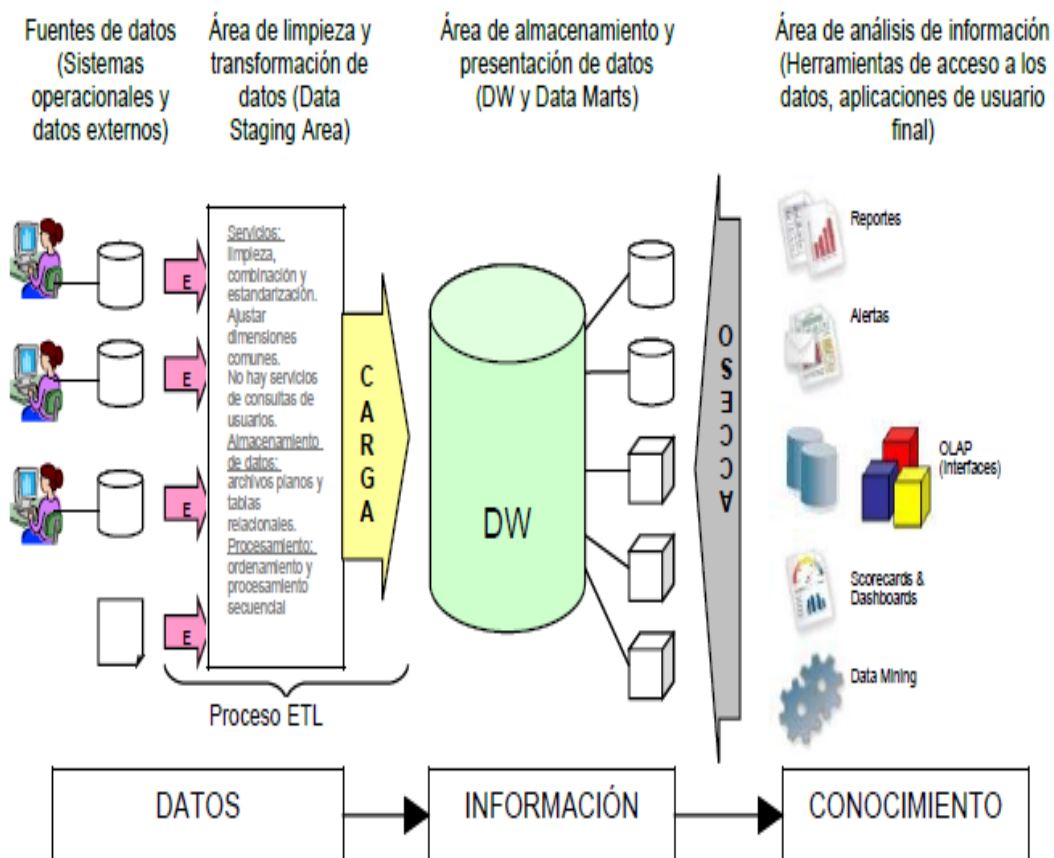 Fuentes de datos
(Sistemas
operacionales y
datos externos)
Área de limpieza y
transformación de
datos (Data
Staging Area)
Área de almacenamiento y
presentación de datos
(DW y Data Marts)
Área de análisis de información
(Herramientas de acceso a los
datos, aplicaciones de usuario
final)
E
E
E
E
Servicios:
limpieza,
combinación y
estandarización.
Ajustar
dimensiones
comunes.
No hay servicios
de consultas de
usuarios.
Almacenamiento
de datos:
archivos planos y
tablas
relacionales.
Procesamiento:
ordenamiento y
procesamiento
secuencial
CARGA
DW
ACCESO
Reportes
Alertas
OLAP
(Interfaces)
Scorecards &
Dashboards
Data Mining
Proceso ETL
DATOS
INFORMACIÓN
CONOCIMIENTO